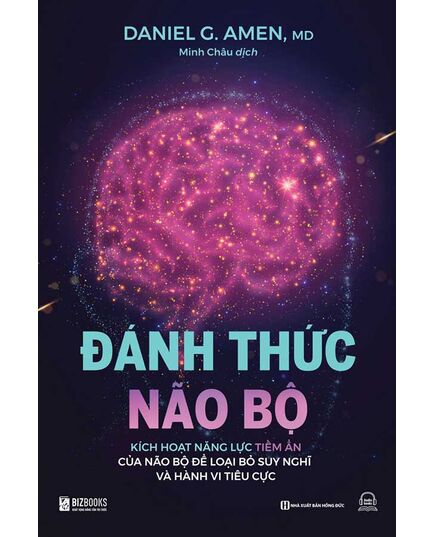 DANIEL G. AMEN, MD
Minh Châu dịch
ĐÁNH THỨC
NÃO BỘ
KÍCH HOẠT NĂNG LỰC TIỀM ẨN
CỦA NÃO BỘ ĐỂ LOẠI BỎ SUY NGHĨ
VÀ HÀNH VI TIÊU CỰC
BIZBOOKS
NHÀ XUẤT BẢN HỒNG ĐỨC